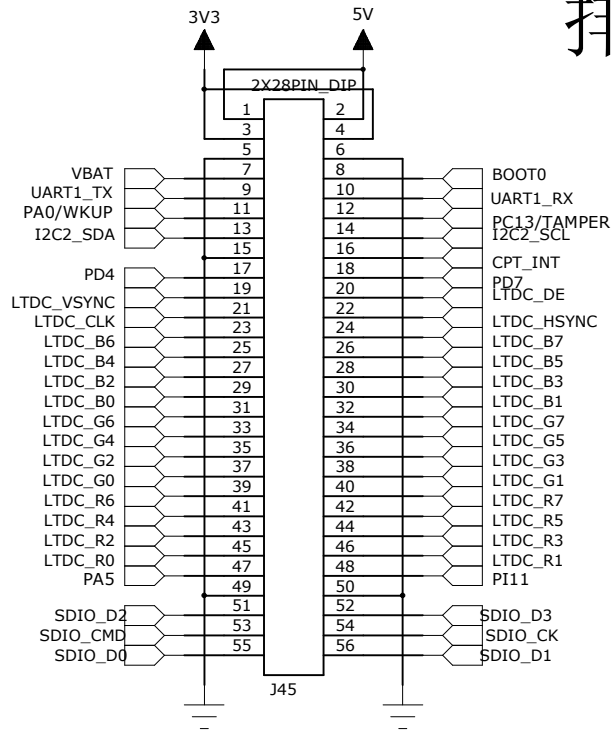 3V3 5V
2X28PIN_DIP
1 2
3 4
5 6
VBAT 7 8 BOOT0
UART1_TX 9 10 UART1_RX
PA0/WKUP 11 12 PC13/TAMPER
I2C2_SDA 13 14 I2C2_SCL
15 16 CPT_INT
PD4 17 18 PD7
LTDC_VSYNC 19 20 LTDC_DE
LTDC_CLK 21 22 LTDC_HSYNC
LTDC_B6 23 24 LTDC_B7
LTDC_B4 25 26 LTDC_B5
LTDC_B2 27 28 LTDC_B3
LTDC_B0 29 30 LTDC_B1
LTDC_G6 31 32 LTDC_G7
LTDC_G4 33 34 LTDC_G5
LTDC_G2 35 36 LTDC_G3
LTDC_G0 37 38 LTDC_G1
LTDC_R6 39 40 LTDC_R7
LTDC_R4 41 42 LTDC_R5
LTDC_R2 43 44 LTDC_R3
LTDC_R0 45 46 LTDC_R1
PA5 47 48 PI11
49 50
SDIO_D2 51 52 SDIO_D3
SDIO_CMD 53 54 SDIO_CK
SDIO_D0 55 56 SDIO_D1
J45